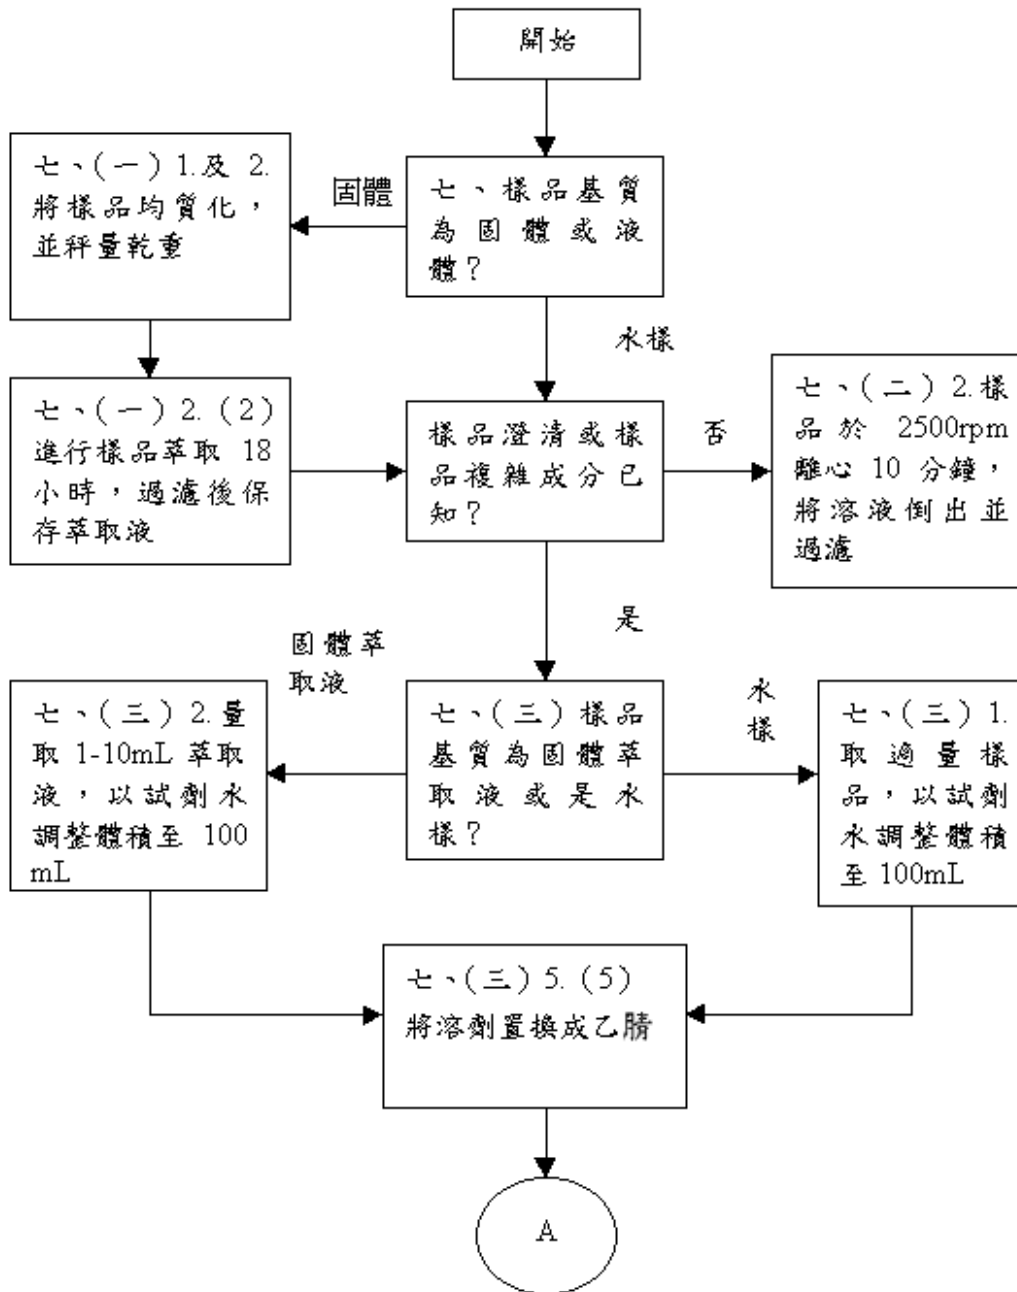 開始
七、(一) 1.及 2.
將樣品均質化，
並秤量乾重
固體
七、樣品基質
為固體或液
體?
水樣
七、(一) 2. (2)
進行樣品萃取 18
小時，過濾後保
存萃取液
樣品澄清或樣
品複雜成分已
知?
否
七、(二) 2.樣
品於 2500rpm
離心 10 分鐘，
將溶液倒出並
過濾
是
固體萃
取液
七、(三) 2.量
取 1-10mL 萃取
液，以試劑水
調整體積至 100
mL
七、(三) 樣品
基質為固體萃
取液或是水
樣?
水
樣
七、(三) 1.
取適量樣
品，以試劑
水調整體積
至 100mL
七、(三) 5. (5)
將溶劑置換成乙腈
A